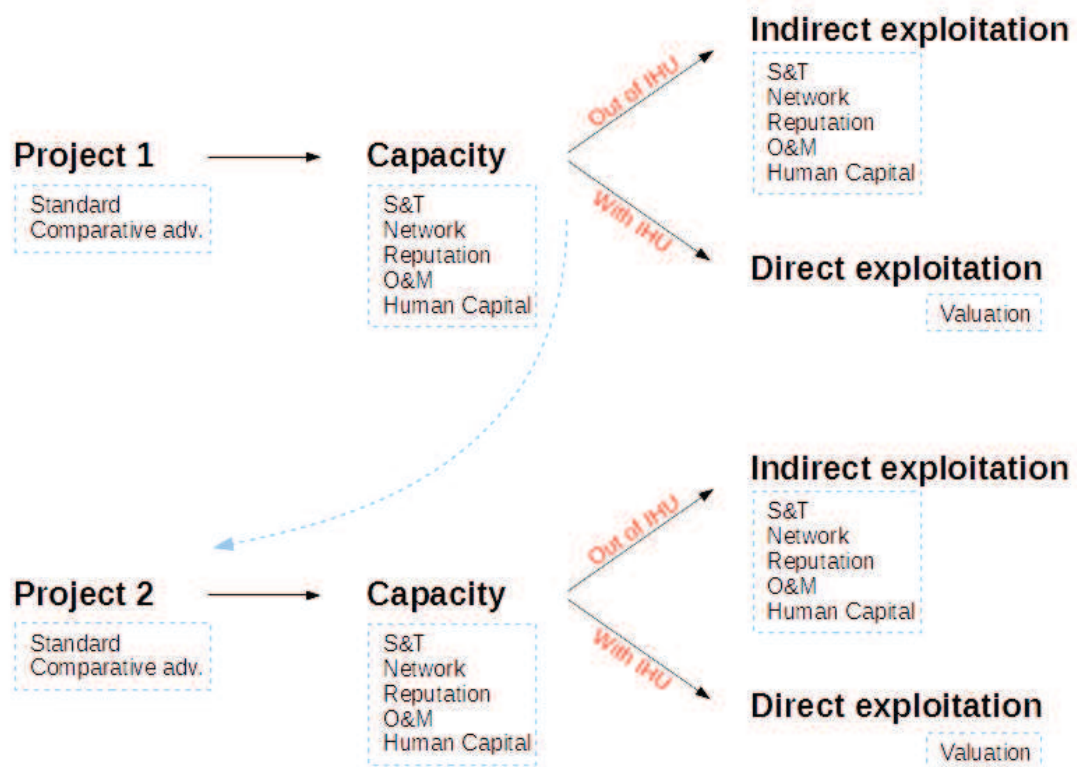 Indirect exploitation
S&T
Network
Reputation
O&M
Human Capital
Out of IHU
Project 1
Standard
Comparative adv.
Capacity
S&T
Network
Reputation
O&M
Human Capital
With IHU
Direct exploitation
Valuation
Indirect exploitation
S&T
Network
Reputation
O&M
Human Capital
Out of IHU
Project 2
Standard
Comparative adv.
Capacity
S&T
Network
Reputation
O&M
Human Capital
With IHU
Direct exploitation
Valuation